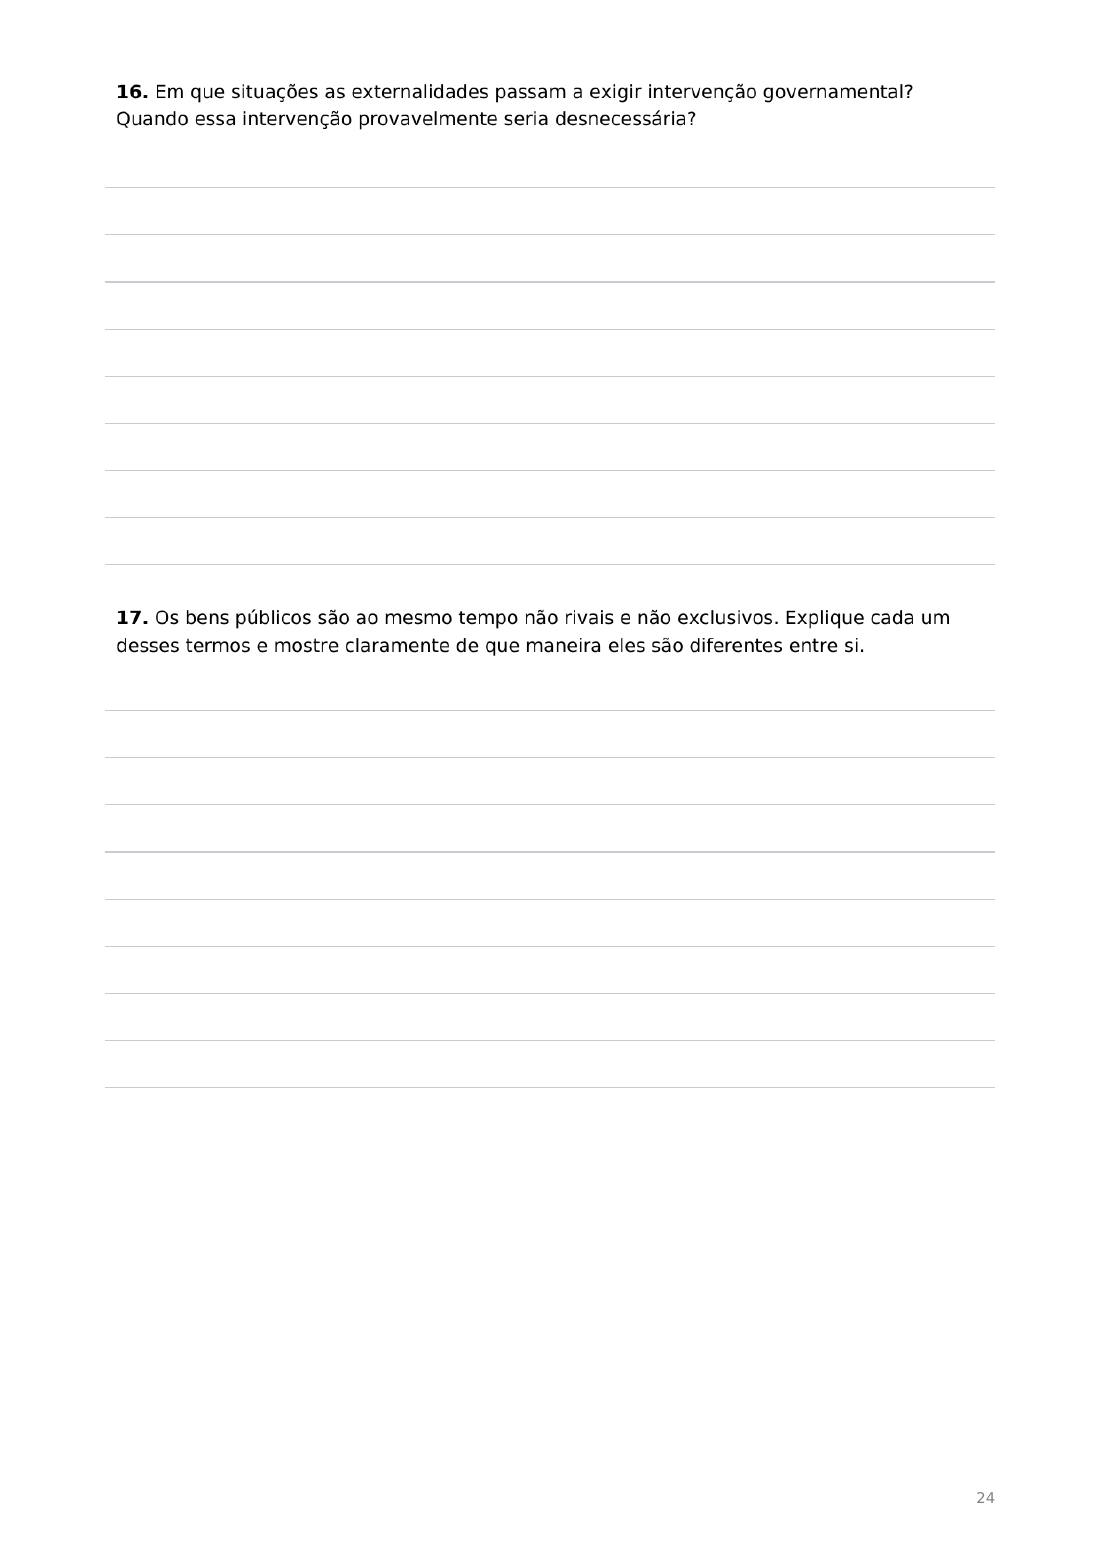 16. Em que situações as externalidades passam a exigir intervenção governamental?
Quando essa intervenção provavelmente seria desnecessária?
17. Os bens públicos são ao mesmo tempo não rivais e não exclusivos. Explique cada um
desses termos e mostre claramente de que maneira eles são diferentes entre si.
24